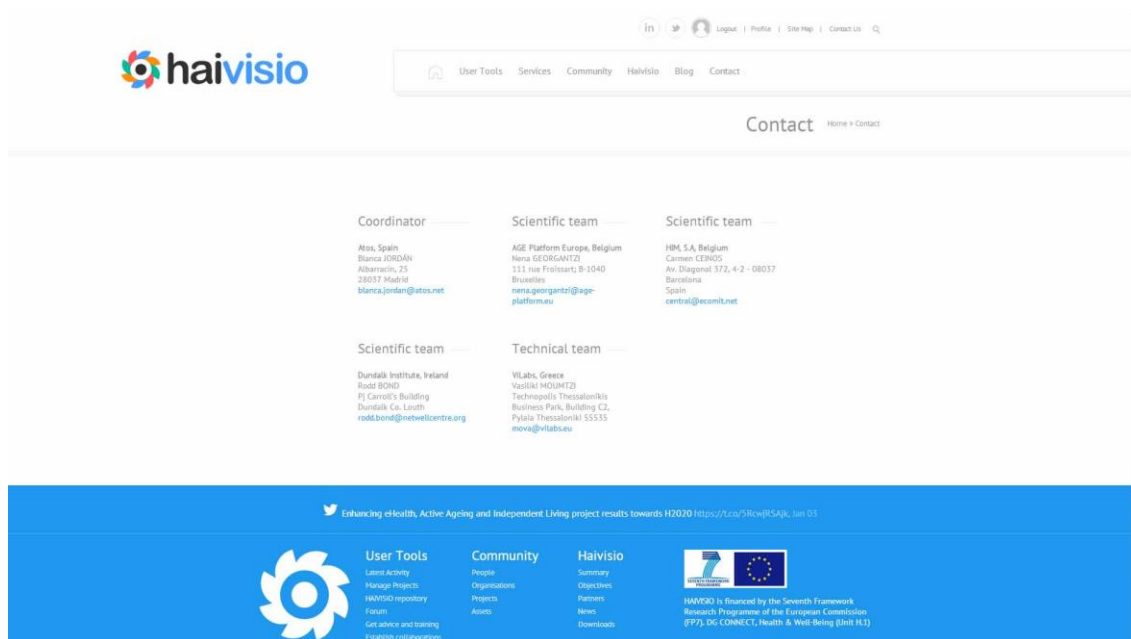 in
Logout | Profile | Site Map | Contact Us
haivisio
User Tools Services Community Haivisio Blog Contact
Contact
Home » Contact
Coordinator
Atos, Spain
Blanca JORDÁN
Albarracin, 25
28037 Madrid
blanca.jordan@atos.net
Scientific team
AGE Platform Europe, Belgium
Nena GEORGANTZI
111 rue Froissart; B-1040
Bruxelles
nena.georgantzi@age-
platform.eu
Scientific team
HIM, S.A, Belgium
Carmen CEINOS
Av. Diagonal 372, 4-2 - 08037
Barcelona
Spain
central@ecomit.net
Scientific team
Dundalk Institute, Ireland
Rodd BOND
PJ Carroll's Building
Dundalk Co. Louth
rodd.bond@netwellcentre.org
Technical team
ViLabs, Greece
Vasiliki MOUMTZI
Technopolis Thessalonikis
Business Park, Building C2,
Pylaia Thessaloniki 55535
mova@vilabs.eu
Enhancing eHealth, Active Ageing and Independent Living project results towards H2020 Jan 03
User Tools
Latest Activity
Manage Projects
HAIVISIO repository
Forum
Get advice and training
Establish collaborations
Community
People
Organisations
Projects
Assets
Haivisio
Summary
Objectives
Partners
News
Downloads
SEVENTH FRAMEWORK
PROGRAMME
HAIVISIO is financed by the Seventh Framework
Research Programme of the European Commission
(FP7). DG CONNECT, Health & Well-Being (Unit H.1)